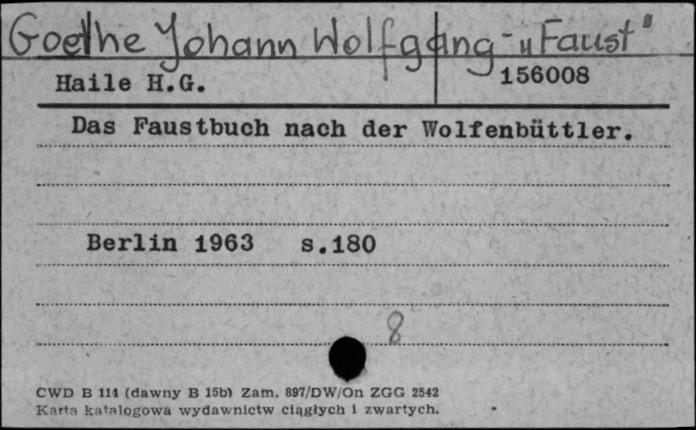 Goethe Johann Wolfgang - "Faust"
Haile H.G. 156008
Das Faustbuch nach der Wolfenbüttler.
Berlin 1963 s.180
8
CWD B 114 (dawny B 15b) Zam. 897/DW/On ZGG 2542
Karta katalogowa wydawnictw ciągłych i zwartych.